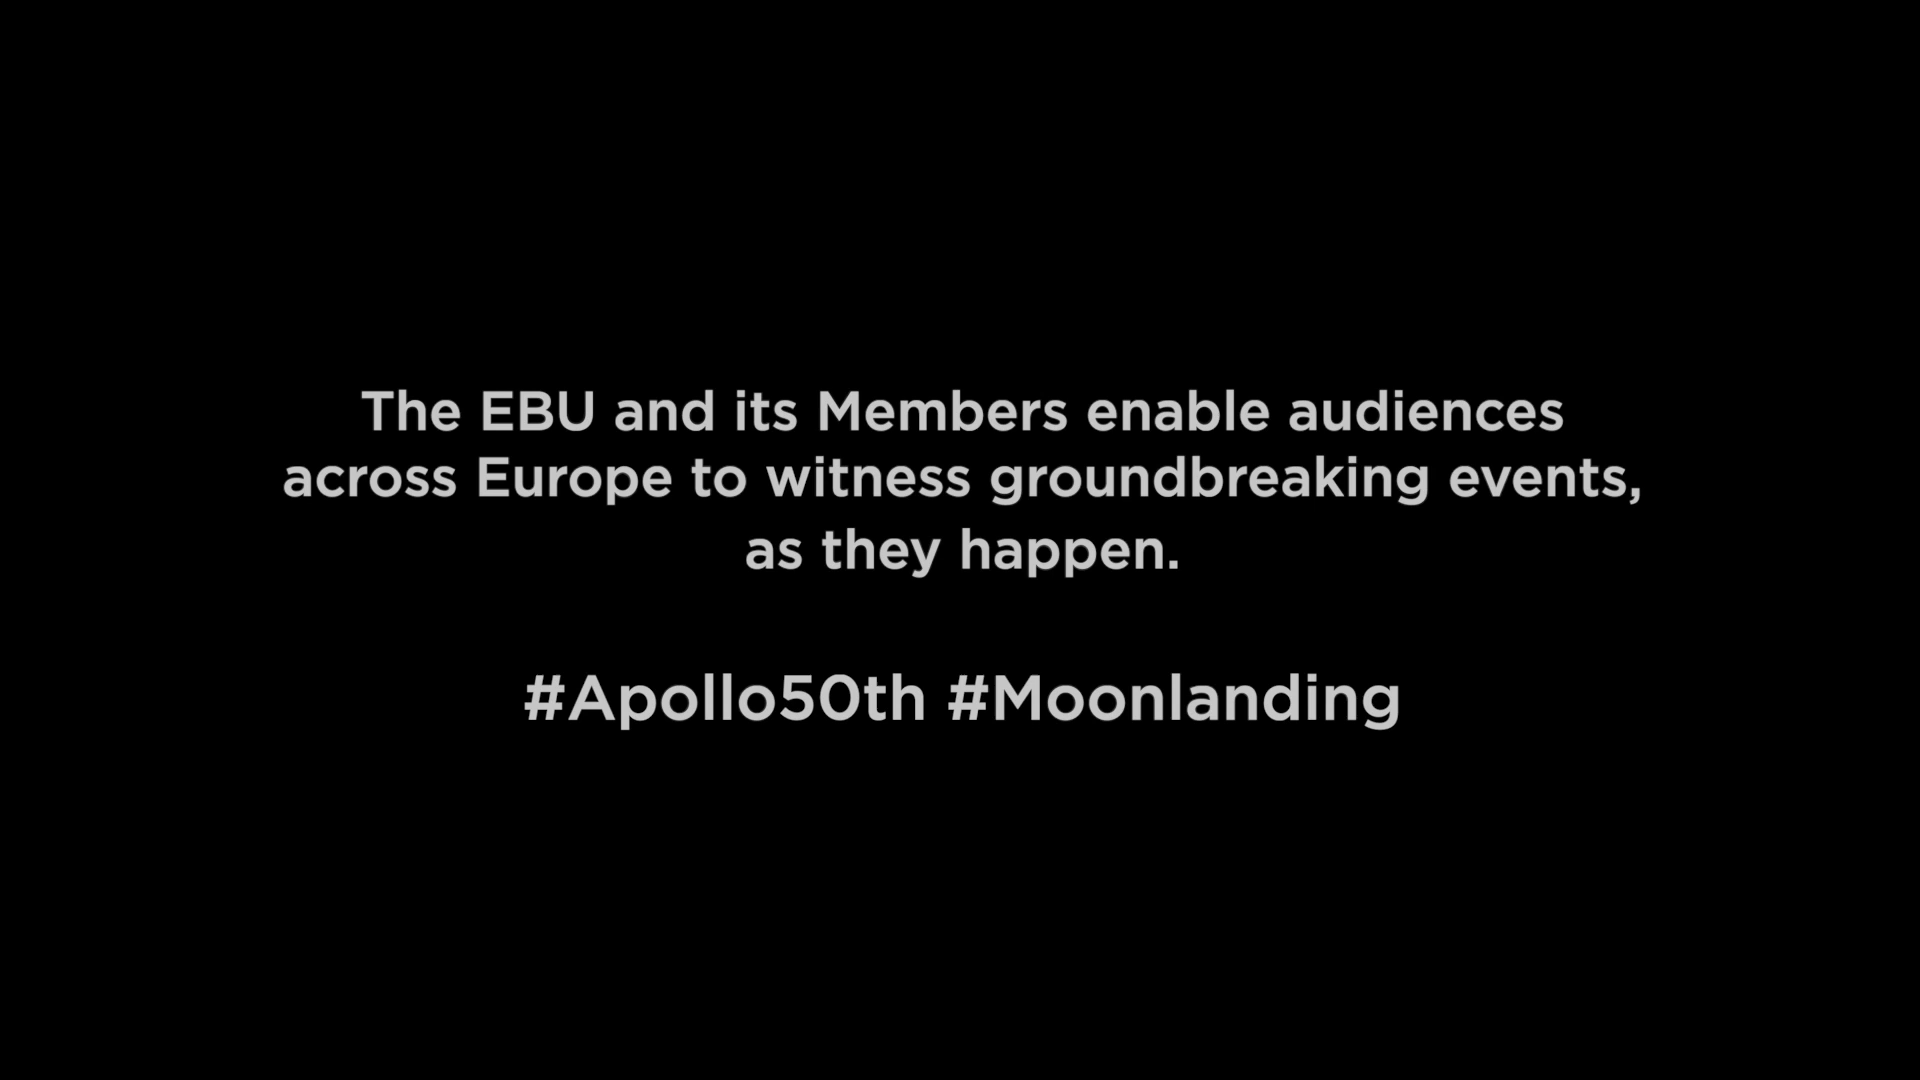 The EBU and its Members enable audiences
across Europe to witness groundbreaking events,
as they happen.
#Apollo50th #Moonlanding